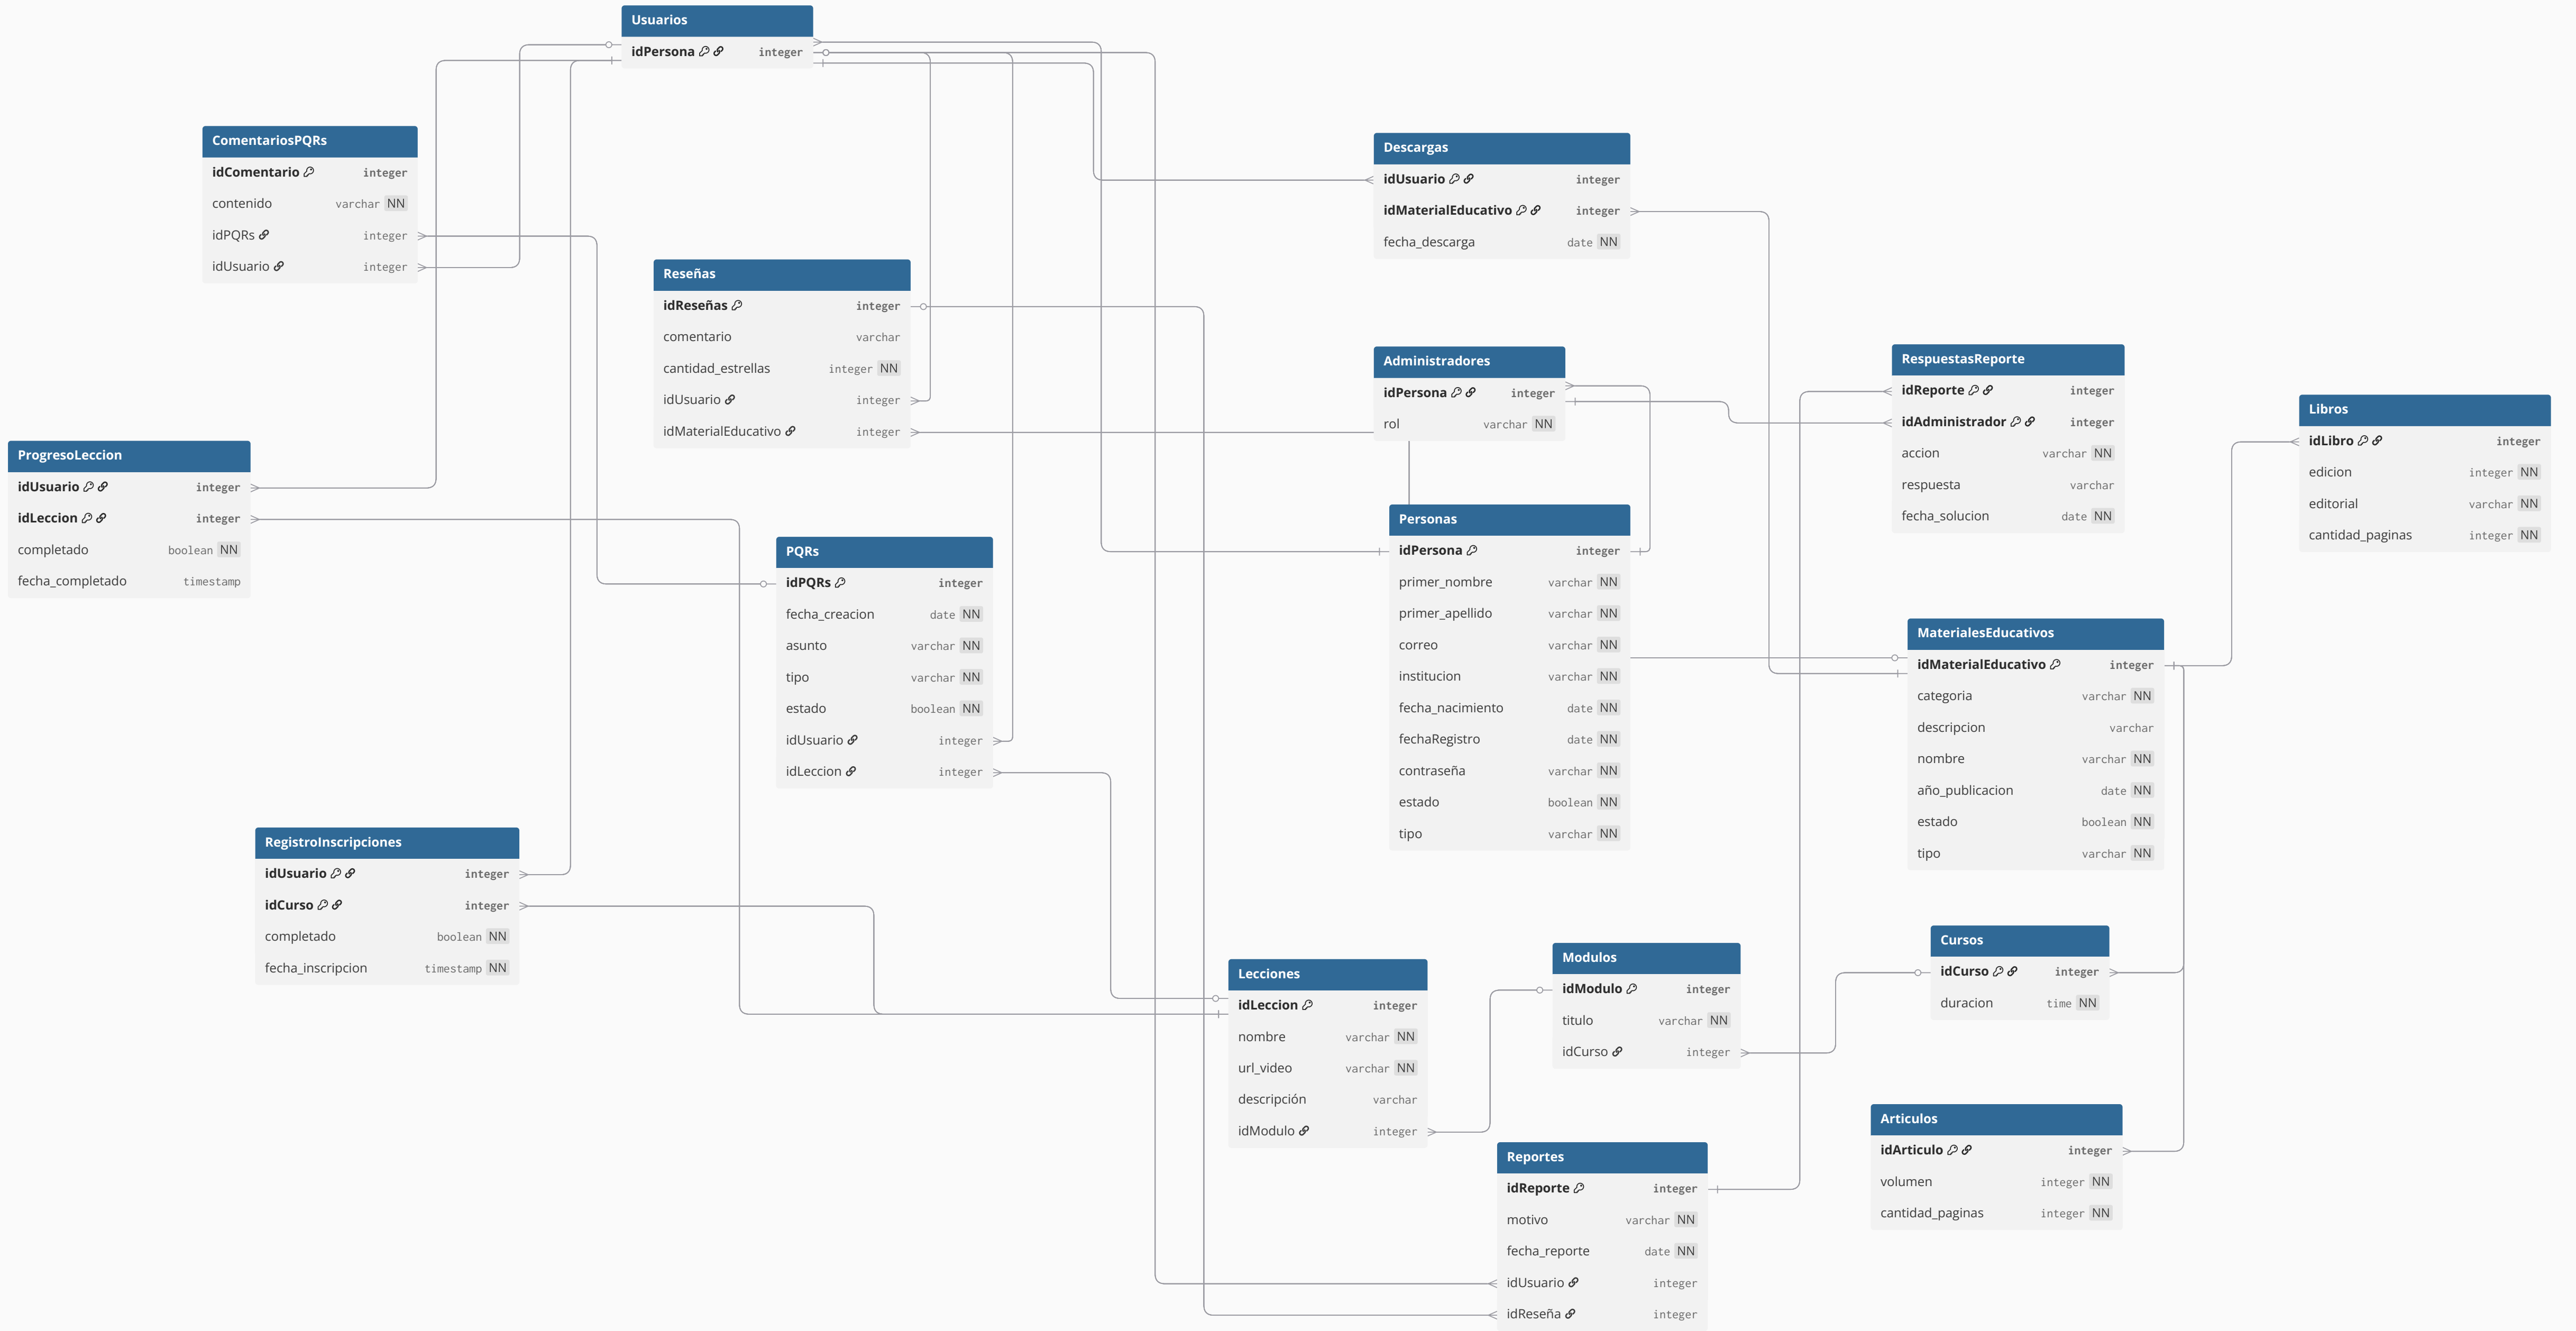 Usuarios
idPersona integer
ComentariosPQRs
idComentario integer
contenido varchar NN
idPQRs integer
idUsuario integer
Descargas
idUsuario integer
idMaterialEducativo integer
fecha_descarga date NN
Reseñas
idReseñas integer
comentario varchar
cantidad_estrellas integer NN
idUsuario integer
idMaterialEducativo integer
Administradores
idPersona integer
rol varchar NN
RespuestasReporte
idReporte integer
idAdministrador integer
accion varchar NN
respuesta varchar
fecha_solucion date NN
Libros
idLibro integer
edicion integer NN
editorial varchar NN
cantidad_paginas integer NN
ProgresoLeccion
idUsuario integer
idLeccion integer
completado boolean NN
fecha_completado timestamp
PQRs
idPQRs integer
fecha_creacion date NN
asunto varchar NN
tipo varchar NN
estado boolean NN
idUsuario integer
idLeccion integer
Personas
idPersona integer
primer_nombre varchar NN
primer_apellido varchar NN
correo varchar NN
institucion varchar NN
fecha_nacimiento date NN
fechaRegistro date NN
contraseña varchar NN
estado boolean NN
tipo varchar NN
MaterialesEducativos
idMaterialEducativo integer
categoria varchar NN
descripcion varchar
nombre varchar NN
año_publicacion date NN
estado boolean NN
tipo varchar NN
RegistroInscripciones
idUsuario integer
idCurso integer
completado boolean NN
fecha_inscripcion timestamp NN
Lecciones
idLeccion integer
nombre varchar NN
url_video varchar NN
descripción varchar
idModulo integer
Modulos
idModulo integer
titulo varchar NN
idCurso integer
Cursos
idCurso integer
duracion time NN
Articulos
idArticulo integer
volumen integer NN
cantidad_paginas integer NN
Reportes
idReporte integer
motivo varchar NN
fecha_reporte date NN
idUsuario integer
idReseña integer